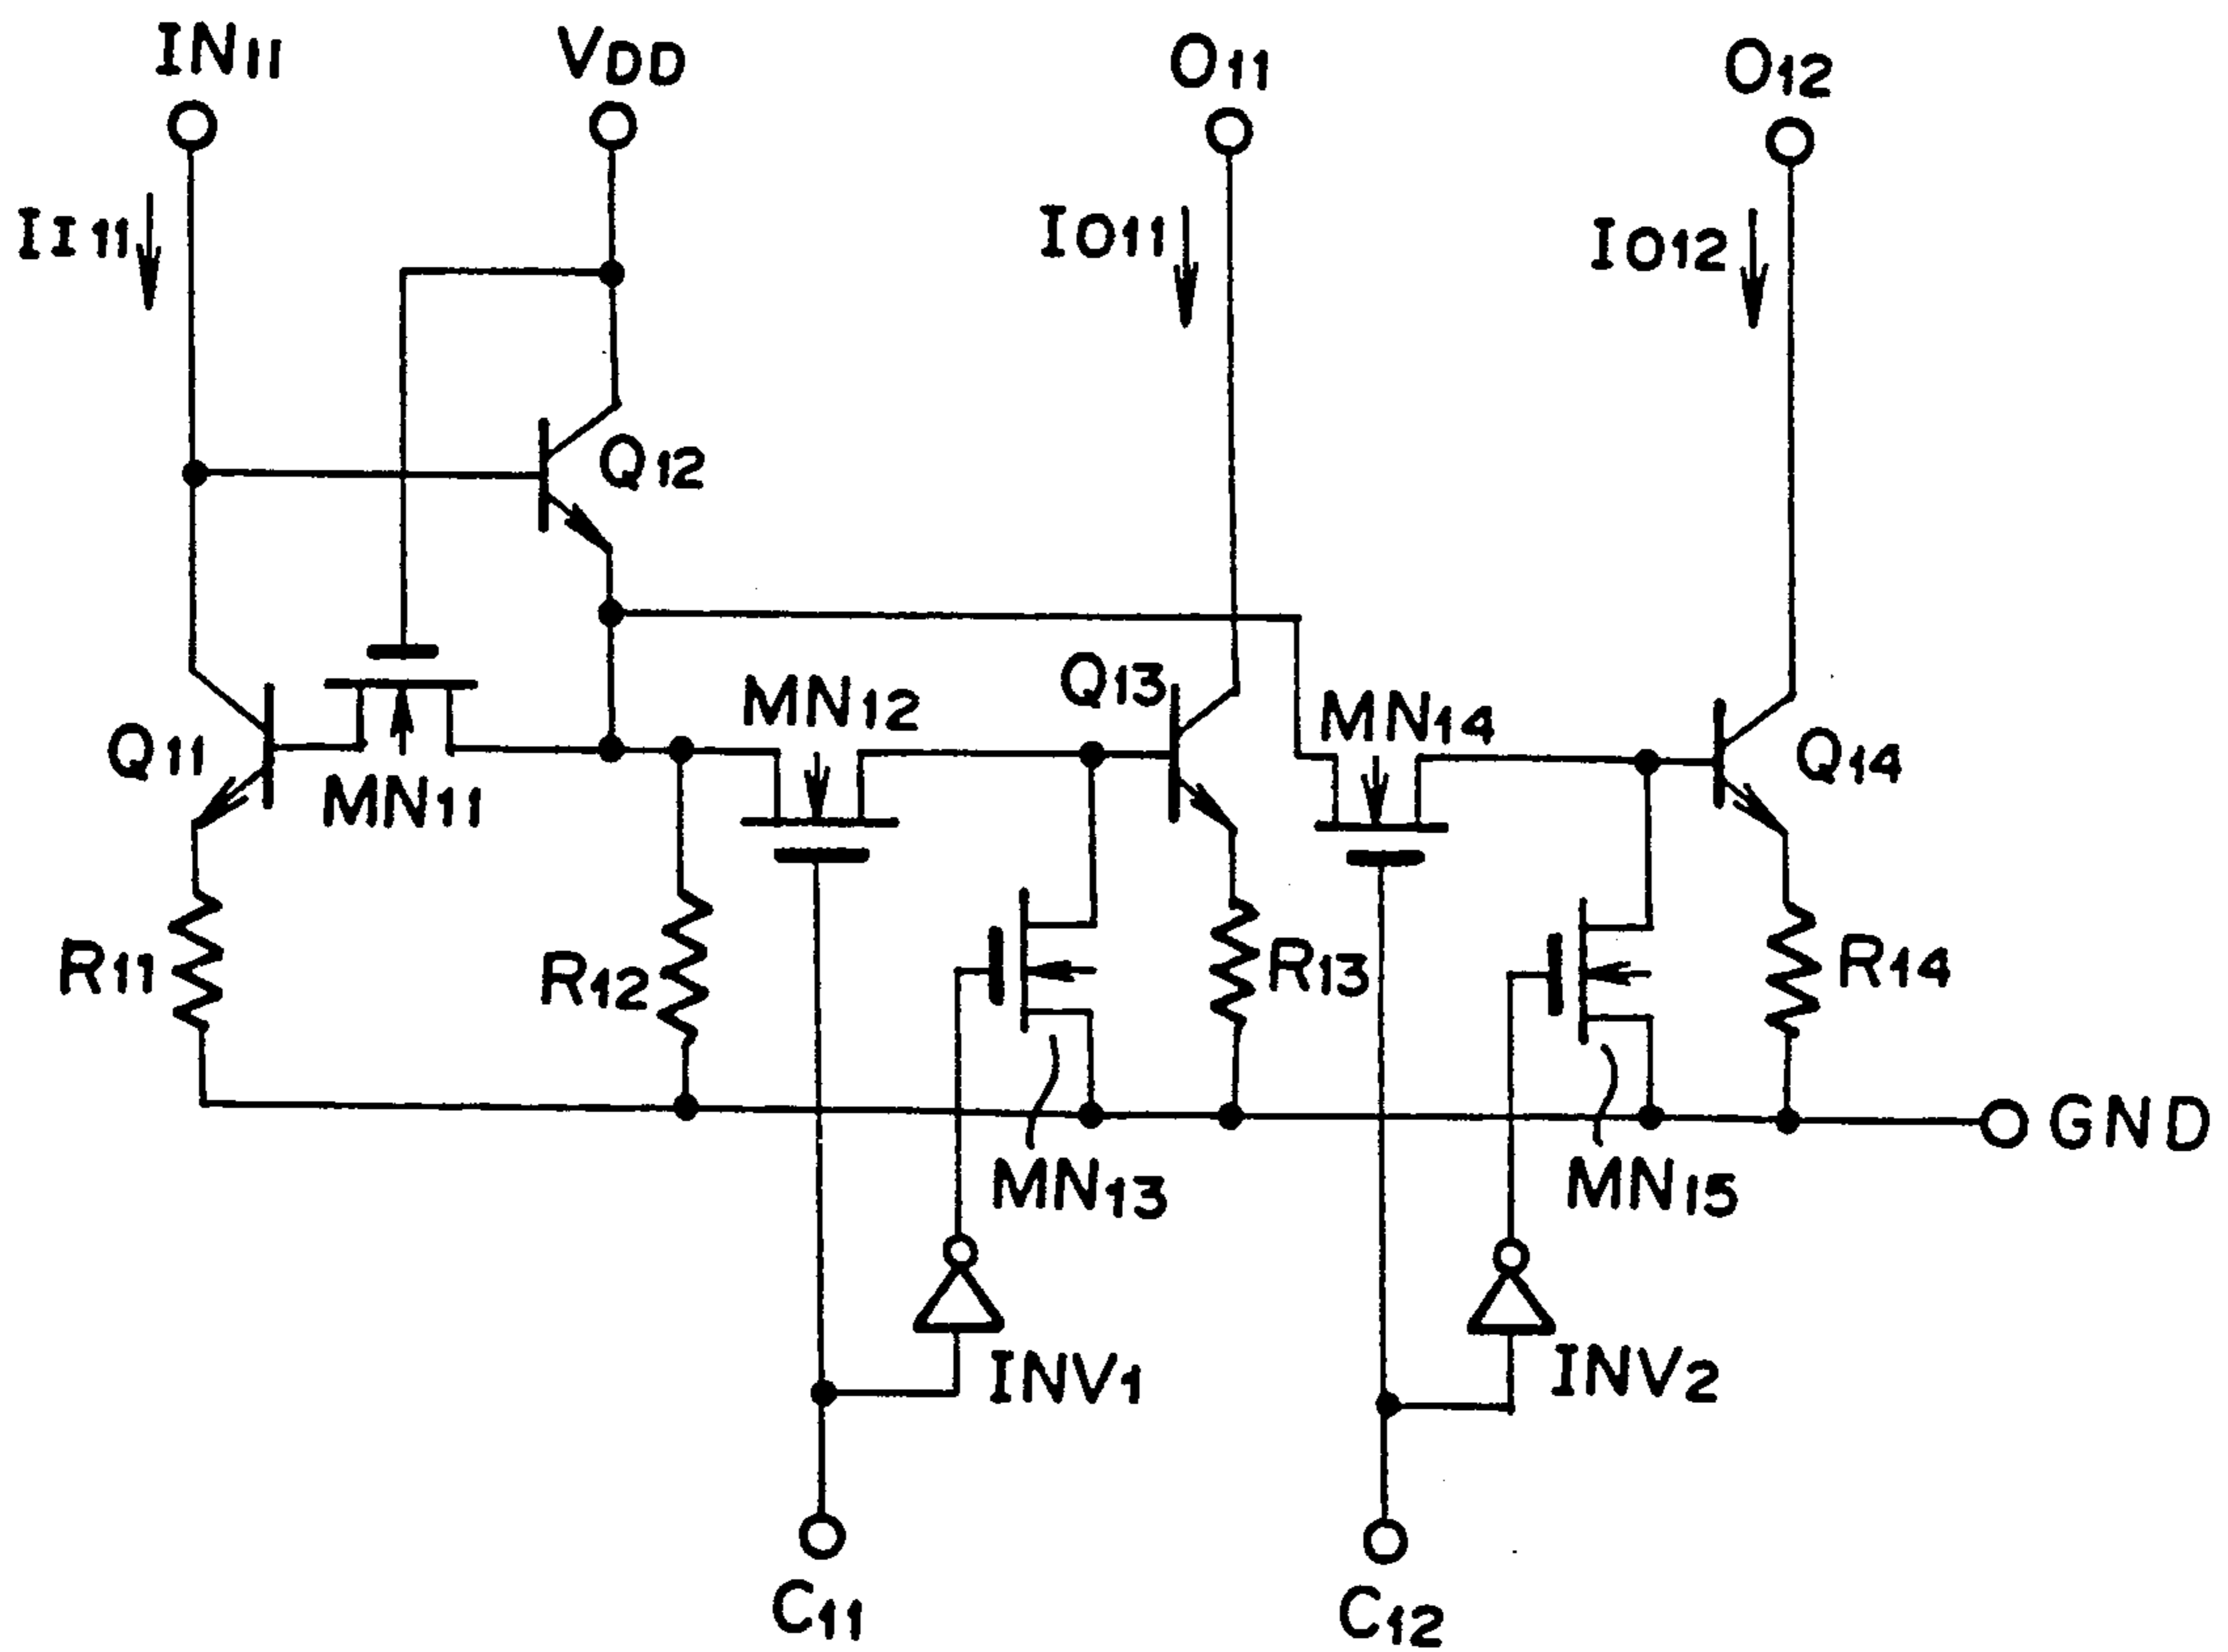 IN11
VDD
O11
O12
II11
IO11
IO12
Q12
Q11
MN11
MN12
Q13
MN14
Q14
R11
R12
R13
R14
GND
MN13
MN15
INV1
INV2
C11
C12